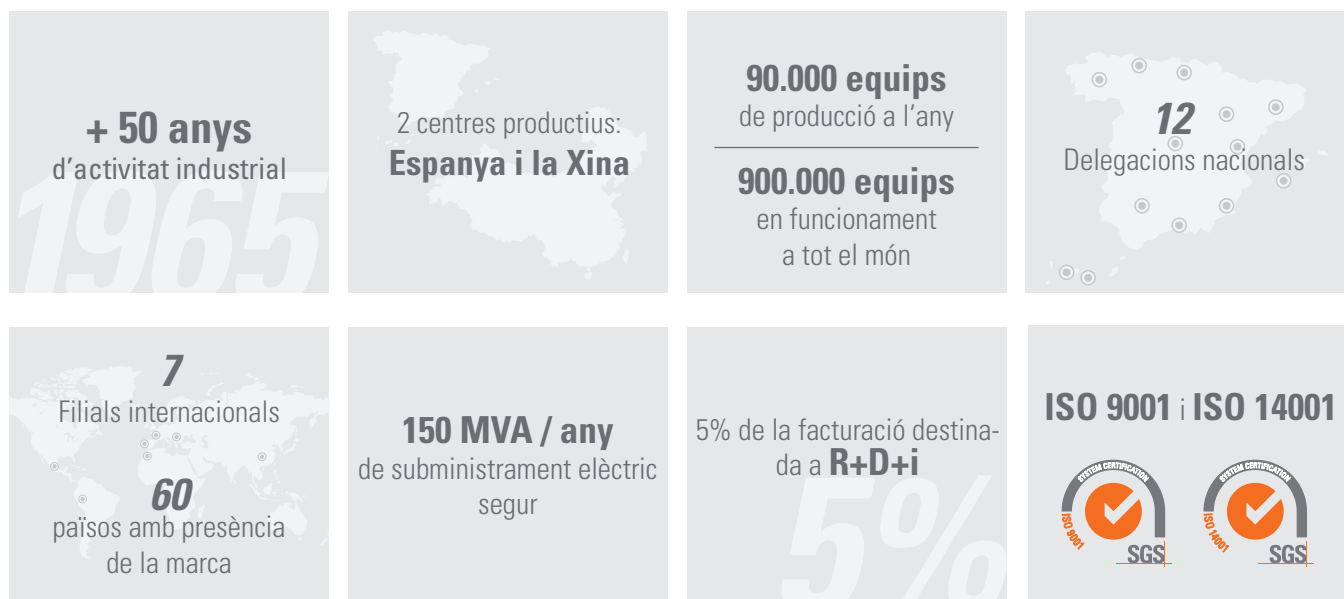 + 50 anys
d'activitat industrial
1965
2 centres productius:
Espanya i la Xina
90.000 equips
de producció a l'any
900.000 equips
en funcionament
a tot el món
12
Delegacions nacionals
7
Filials internacionals
60
països amb presència
de la marca
150 MVA / any
de subministrament elèctric
segur
5% de la facturació destina-
da a R+D+i
5%
ISO 9001 i ISO 14001
SYSTEM CERTIFICATION
ISO 9001
SGS
SYSTEM CERTIFICATION
ISO 14001
SGS